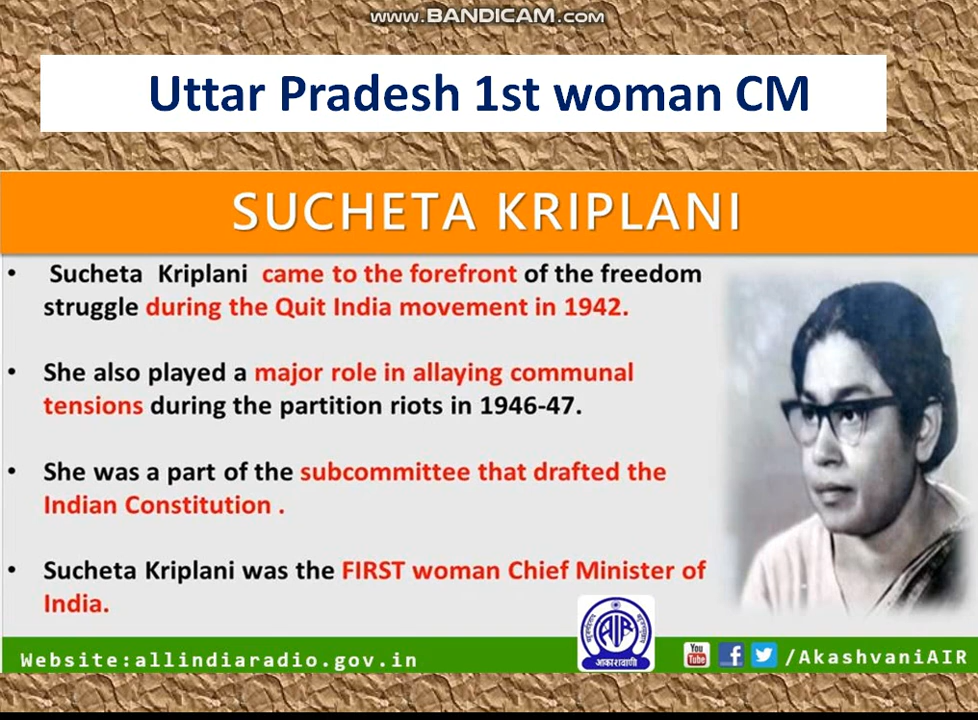 www.BANDICAM.com
Uttar Pradesh 1st woman CM
SUCHETA KRIPLANI
• Sucheta Kriplani came to the forefront of the freedom
struggle during the Quit India movement in 1942.
• She also played a major role in allaying communal
tensions during the partition riots in 1946-47.
• She was a part of the subcommittee that drafted the
Indian Constitution .
• Sucheta Kriplani was the FIRST woman Chief Minister of
India.
AIR
आकाशवाणी
Website:allindiaradio.gov.in
You
Tube
/AkashvaniAIR